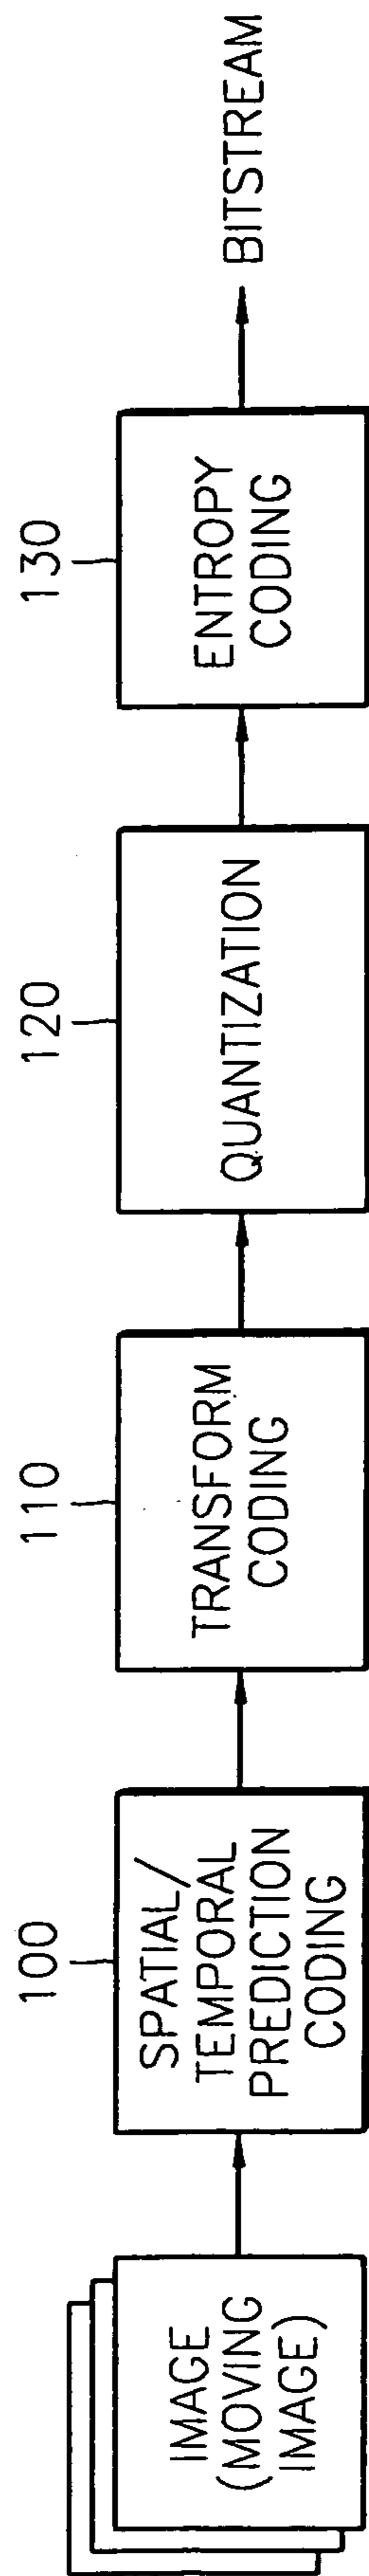 IMAGE
(MOVING
IMAGE)
100
SPATIAL/
TEMPORAL
PREDICTION
CODING
110
TRANSFORM
CODING
120
QUANTIZATION
130
ENTROPY
CODING
BITSTREAM